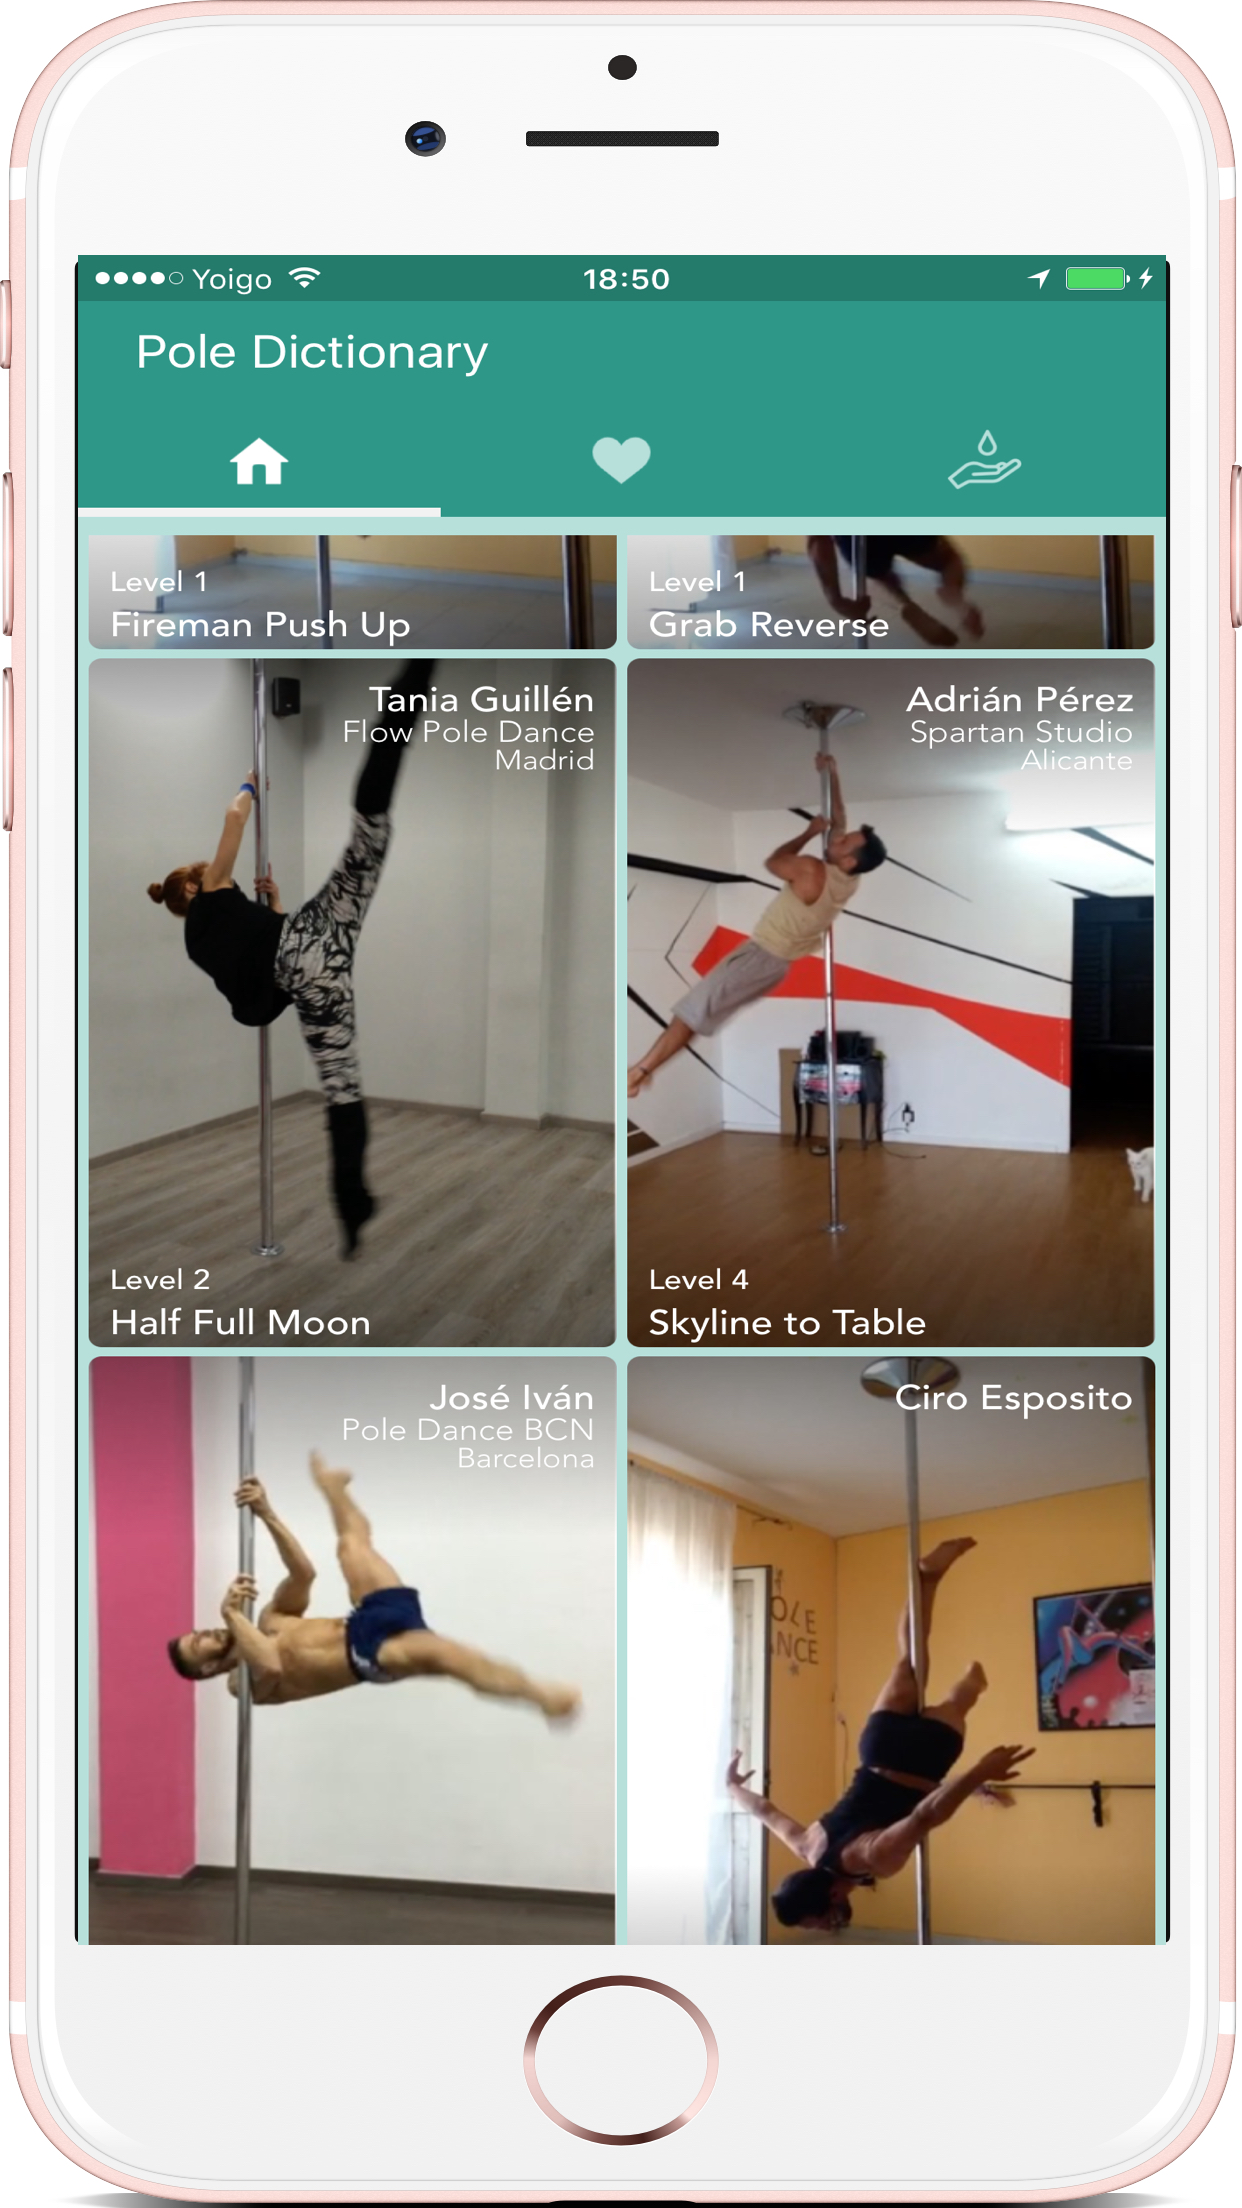 Yoigo 18:50
Pole Dictionary
Level 1
Fireman Push Up
Level 1
Grab Reverse
Tania Guillén
Flow Pole Dance
Madrid
Level 2
Half Full Moon
Adrián Pérez
Spartan Studio
Alicante
Level 4
Skyline to Table
José Iván
Pole Dance BCN
Barcelona
Ciro Esposito
OLE
NCE